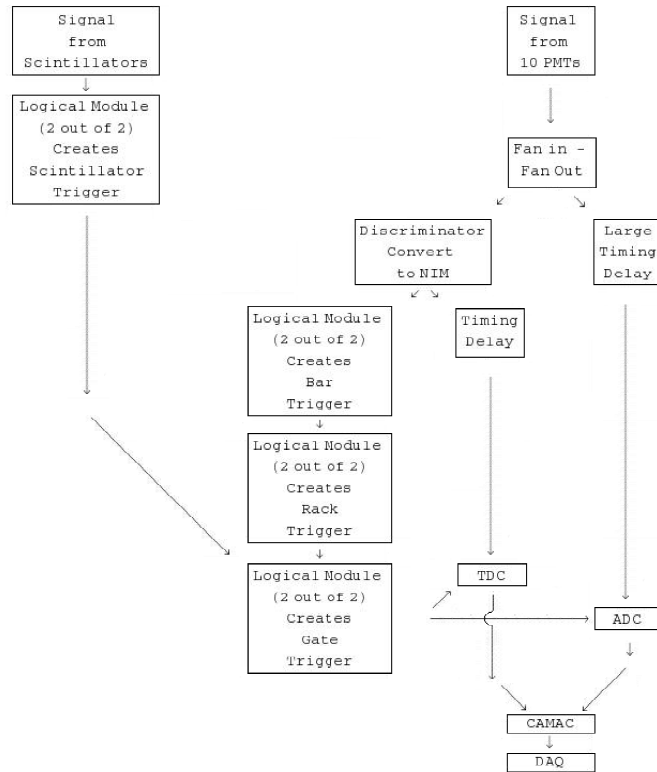 Signal
from
Scintillators
Logical Module
(2 out of 2)
Creates
Scintillator
Trigger
Signal
from
10 PMTs
Fan in -
Fan Out
Discriminator
Convert
to NIM
Large
Timing
Delay
Logical Module
(2 out of 2)
Creates
Bar
Trigger
Timing
Delay
Logical Module
(2 out of 2)
Creates
Rack
Trigger
Logical Module
(2 out of 2)
Creates
Gate
Trigger
TDC
ADC
CAMAC
DAQ